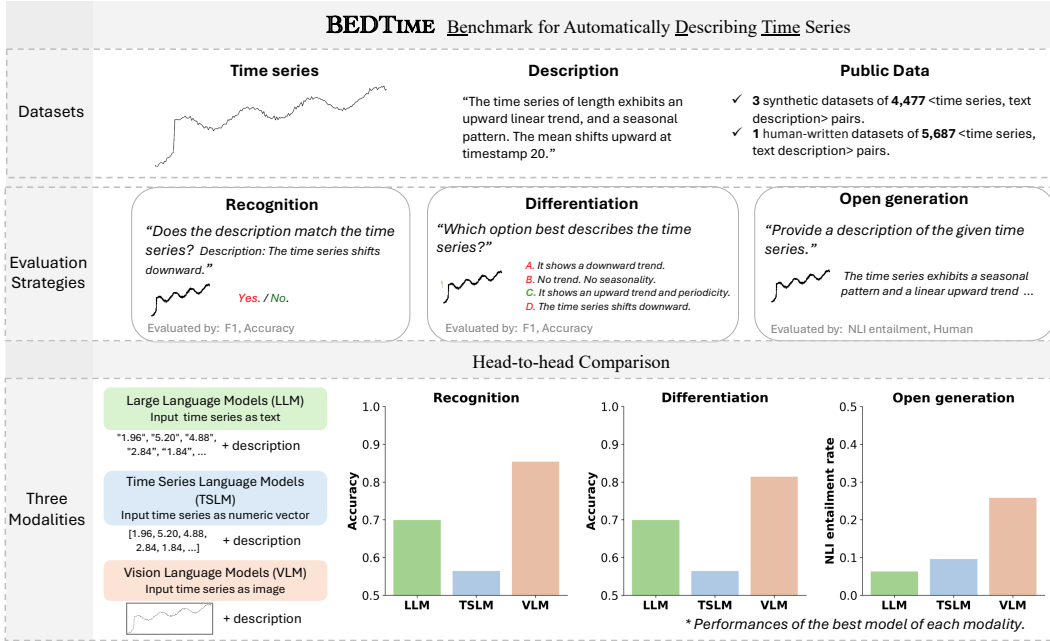 BEDTIME Benchmark for Automatically Describing Time Series
Datasets
Time series
Description
“The time series of length exhibits an
upward linear trend, and a seasonal
pattern. The mean shifts upward at
timestamp 20.”
Public Data
✓ 3 synthetic datasets of 4,477 <time series, text
description> pairs.
✓ 1 human-written datasets of 5,687 <time series,
text description> pairs.
Evaluation
Strategies
Recognition
“Does the description match the time
series? Description: The time series shifts
downward.”
Yes. / No.
Evaluated by: F1, Accuracy
Differentiation
“Which option best describes the time
series?”
A. It shows a downward trend.
B. No trend. No seasonality.
C. It shows an upward trend and periodicity.
D. The time series shifts downward.
Evaluated by: F1, Accuracy
Open generation
“Provide a description of the given time
series.”
The time series exhibits a seasonal
pattern and a linear upward trend ...
Evaluated by: NLI entailment, Human
Head-to-head Comparison
Three
Modalities
Large Language Models (LLM)
Input time series as text
"1.96", "5.20", "4.88",
"2.84", "1.84", ...
+ description
Time Series Language Models
(TSLM)
Input time series as numeric vector
[1.96, 5.20, 4.88,
2.84, 1.84, ...]
+ description
Vision Language Models (VLM)
Input time series as image
+ description
Recognition
Accuracy
1.0
0.9
0.8
0.7
0.6
0.5
LLM TSLM VLM
Differentiation
Accuracy
1.0
0.9
0.8
0.7
0.6
0.5
LLM TSLM VLM
Open generation
NLI entailment rate
0.5
0.4
0.3
0.2
0.1
0.0
LLM TSLM VLM
* Performances of the best model of each modality.